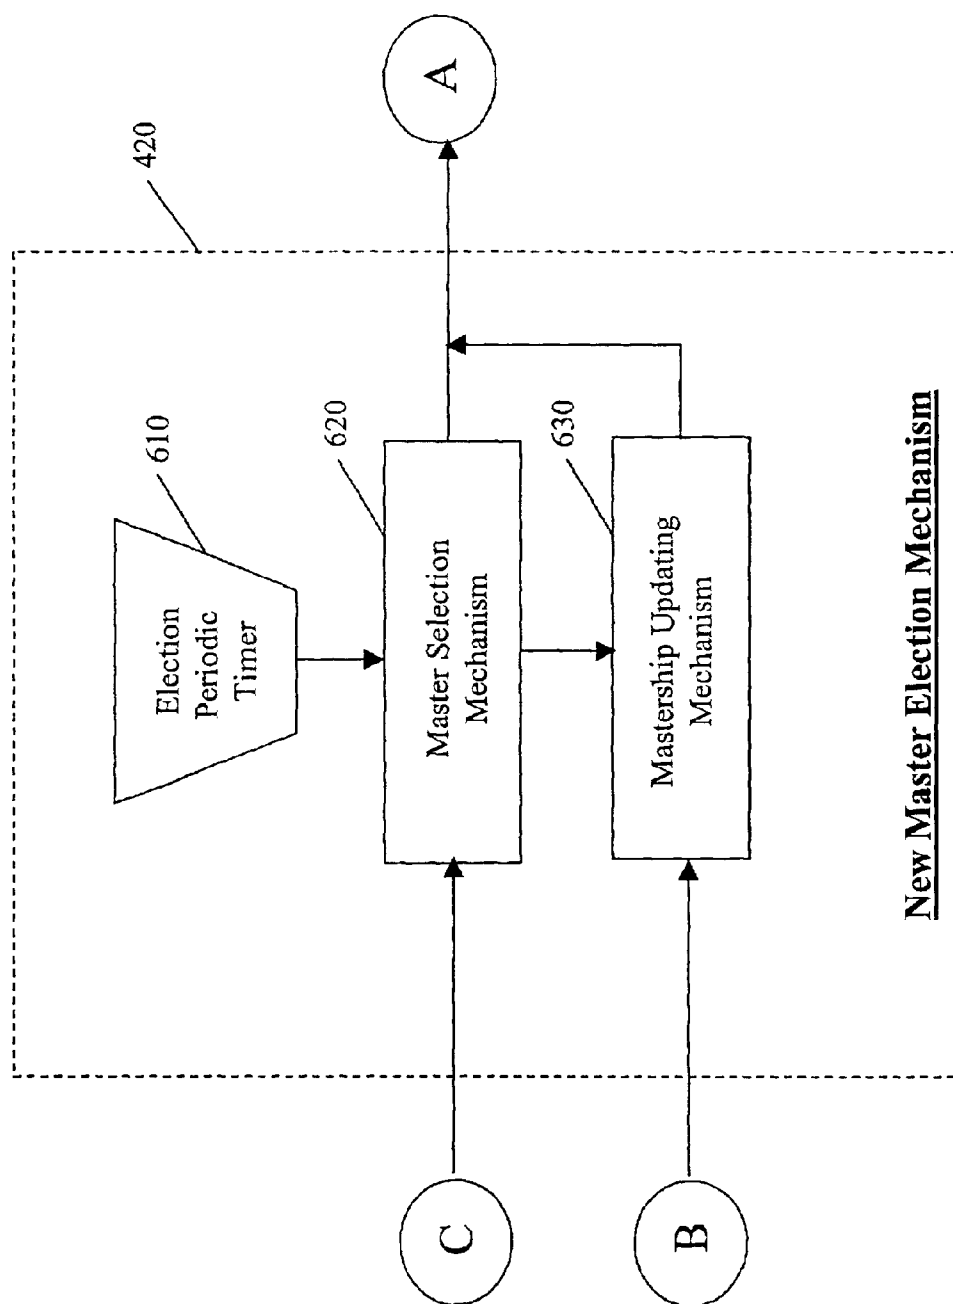 420
610
Election
Periodic
Timer
620
Master Selection
Mechanism
A
C
630
Mastership Updating
Mechanism
B
New Master Election Mechanism